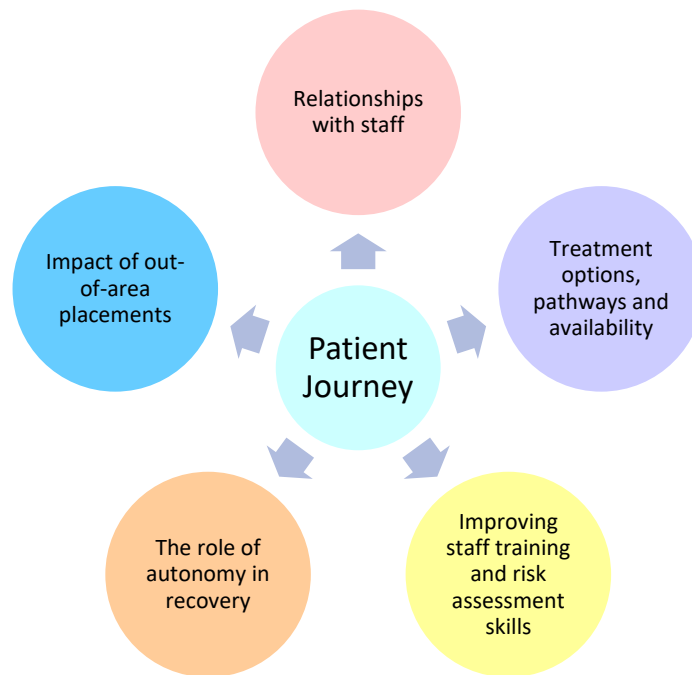 Relationships
with staff
Treatment
options,
pathways and
availability
Improving
staff training
and risk
assessment
skills
The role of
autonomy in
recovery
Impact of out-
of-area
placements
Patient
Journey